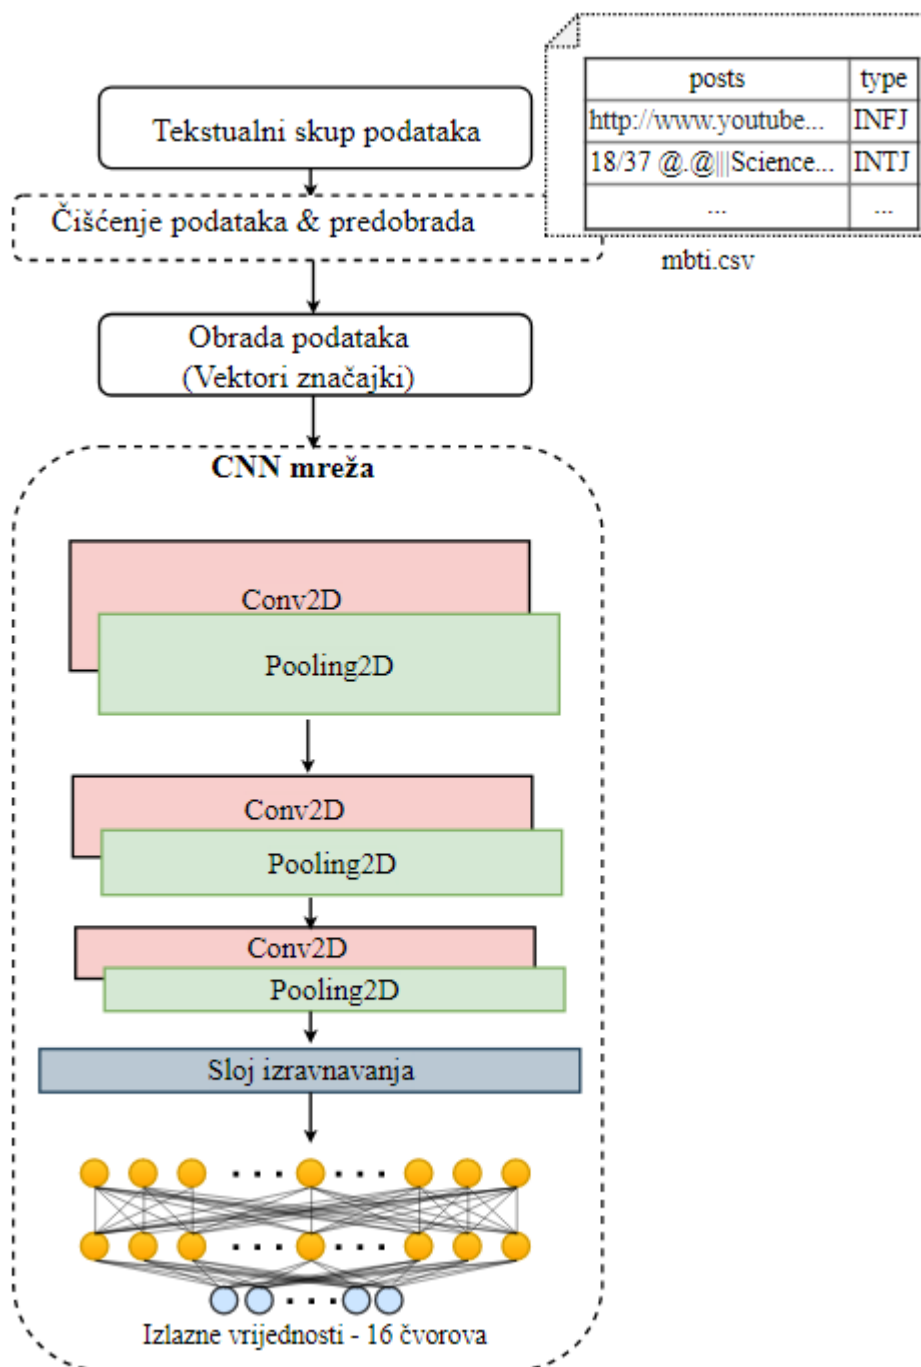 posts type
http://www.youtube... INFJ
18/37 @.@|||Science... INTJ
... ...
mbti.csv
Tekstualni skup podataka
Čišćenje podataka & predobrada
Obrada podataka
(Vektori značajki)
CNN mreža
Conv2D
Pooling2D
Conv2D
Pooling2D
Conv2D
Pooling2D
Sloj izravnavanja
Izlazne vrijednosti - 16 čvorova